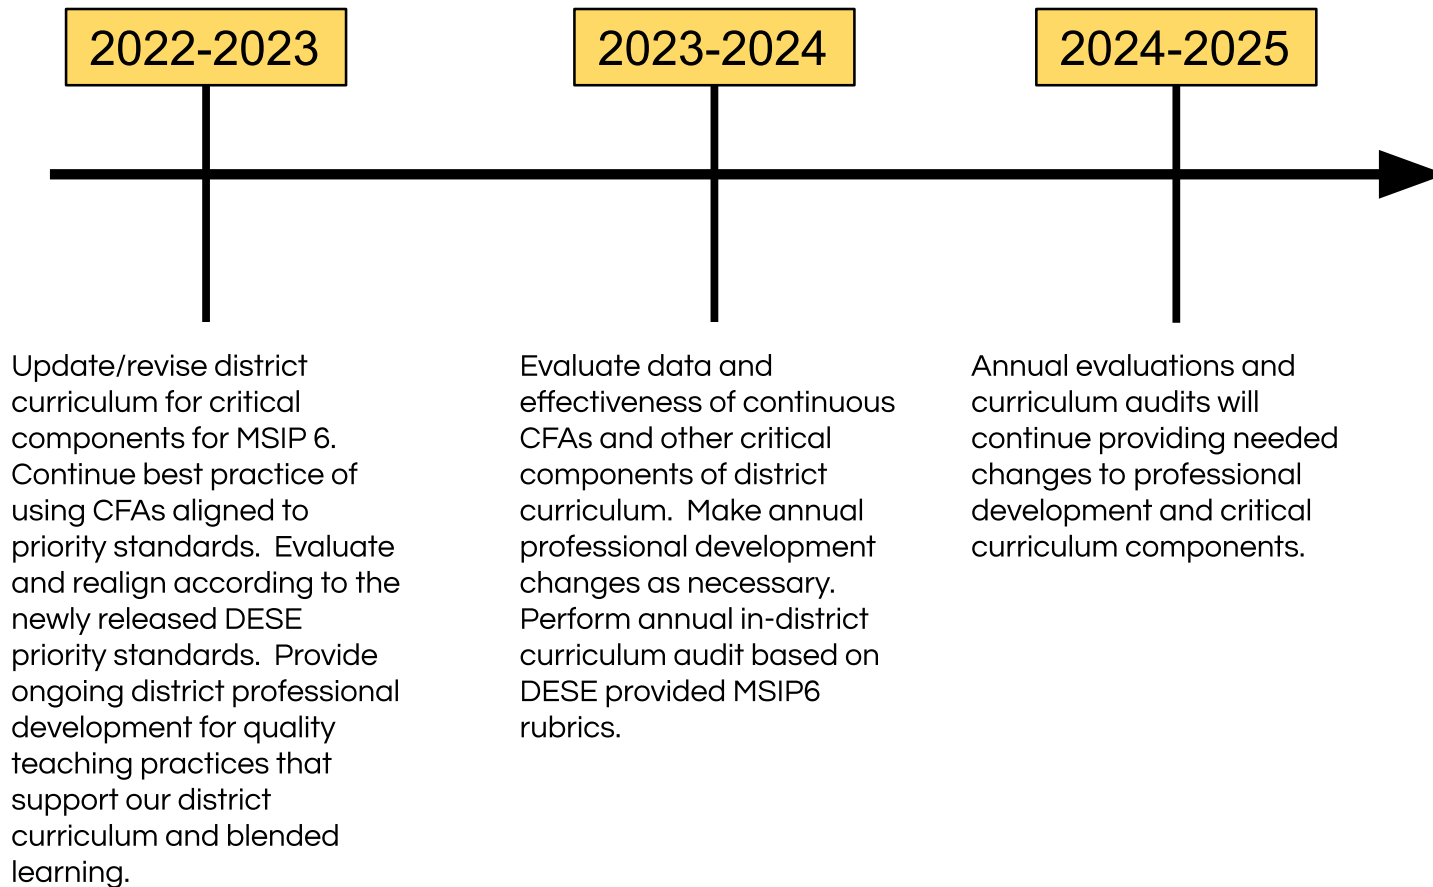 2022-2023
2023-2024
2024-2025
Update/revise district
curriculum for critical
components for MSIP 6.
Continue best practice of
using CFAs aligned to
priority standards.  Evaluate
and realign according to the
newly released DESE
priority standards.  Provide
ongoing district professional
development for quality
teaching practices that
support our district
curriculum and blended
learning.
Evaluate data and
effectiveness of continuous
CFAs and other critical
components of district
curriculum.  Make annual
professional development
changes as necessary.
Perform annual in-district
curriculum audit based on
DESE provided MSIP6
rubrics.
Annual evaluations and
curriculum audits will
continue providing needed
changes to professional
development and critical
curriculum components.